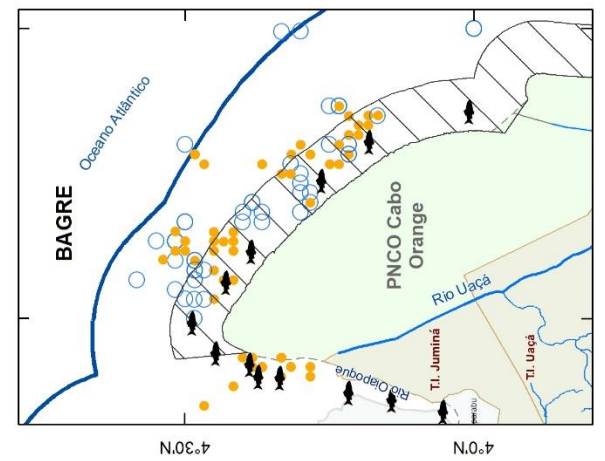 BAGRE
Oceano Atlântico
PNCO Cabo
Orange
Rio Uaçá
T.I. Juminá
T.I. Uaçá
Rio Oiapoque
4°30'N
4°0'N